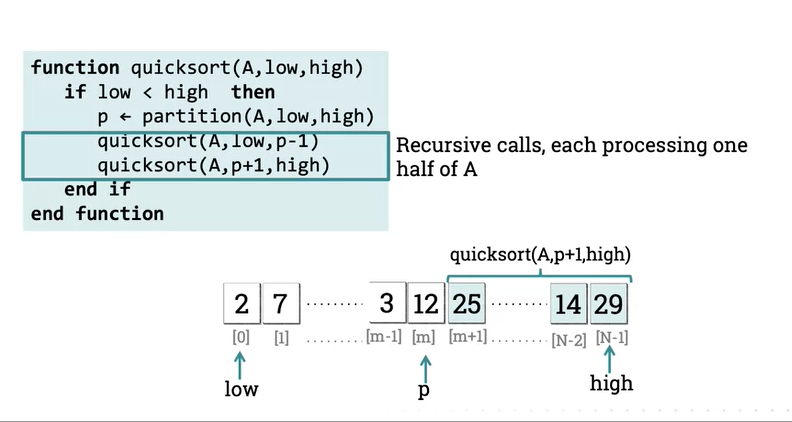 function quicksort(A,low,high)
if low < high then
p ← partition(A,low,high)
quicksort(A,low,p-1)
quicksort(A,p+1,high)
end if
end function
Recursive calls, each processing one
half of A
quicksort(A,p+1,high)
2 7 ......... 3 12 25 ......... 14 29
[0] [1] ......... [m-1] [m] [m+1] ......... [N-2] [N-1]
low p high